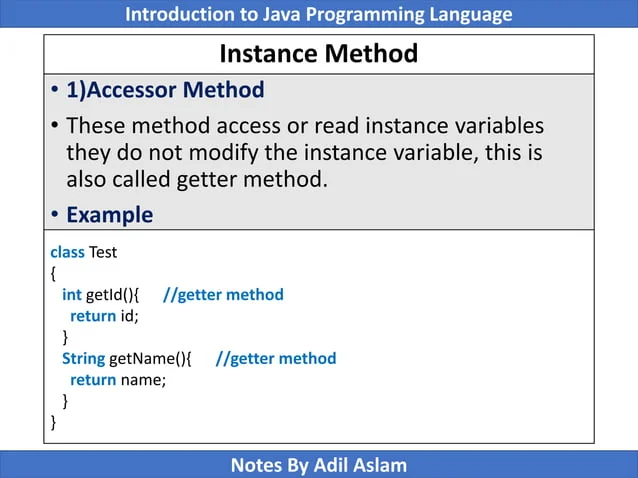 Introduction to Java Programming Language
Instance Method
• 1)Accessor Method
• These method access or read instance variables
they do not modify the instance variable, this is
also called getter method.
• Example
class Test
{
int getId(){ //getter method
return id;
}
String getName(){ //getter method
return name;
}
}
Notes By Adil Aslam